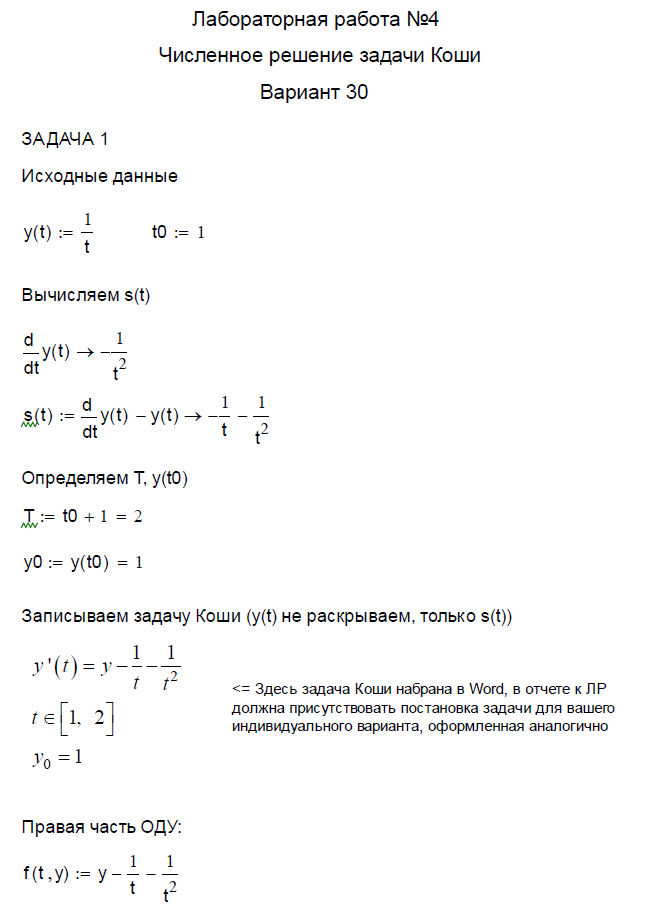 Лабораторная работа №4
Численное решение задачи Коши
Вариант 30
ЗАДАЧА 1
Исходные данные
y(t) := 1/t    t0 := 1
Вычисляем s(t)
d/dt y(t) → -1/t²
s(t) := d/dt y(t) - y(t) → -1/t - 1/t²
Определяем T, y(t0)
T := t0 + 1 = 2
y0 := y(t0) = 1
Записываем задачу Коши (y(t) не раскрываем, только s(t))
y'(t) = y - 1/t - 1/t²
t ∈ [1, 2]
y₀ = 1
<= Здесь задача Коши набрана в Word, в отчете к ЛР
должна присутствовать постановка задачи для вашего
индивидуального варианта, оформленная аналогично
Правая часть ОДУ:
f(t,y) := y - 1/t - 1/t²